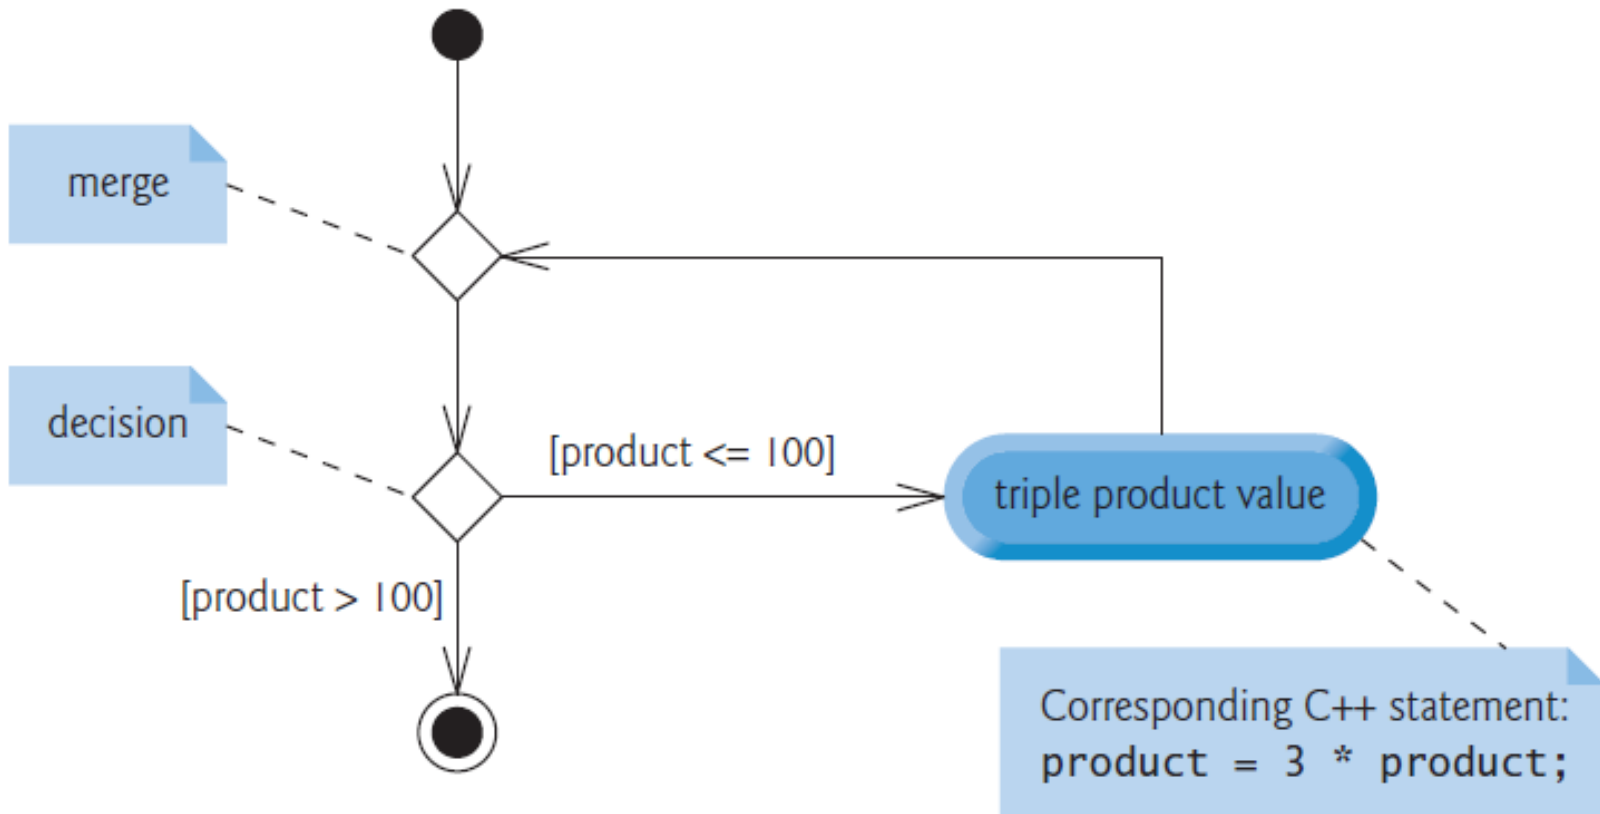 merge
decision
[product <= 100]
triple product value
[product > 100]
Corresponding C++ statement:
product = 3 * product;